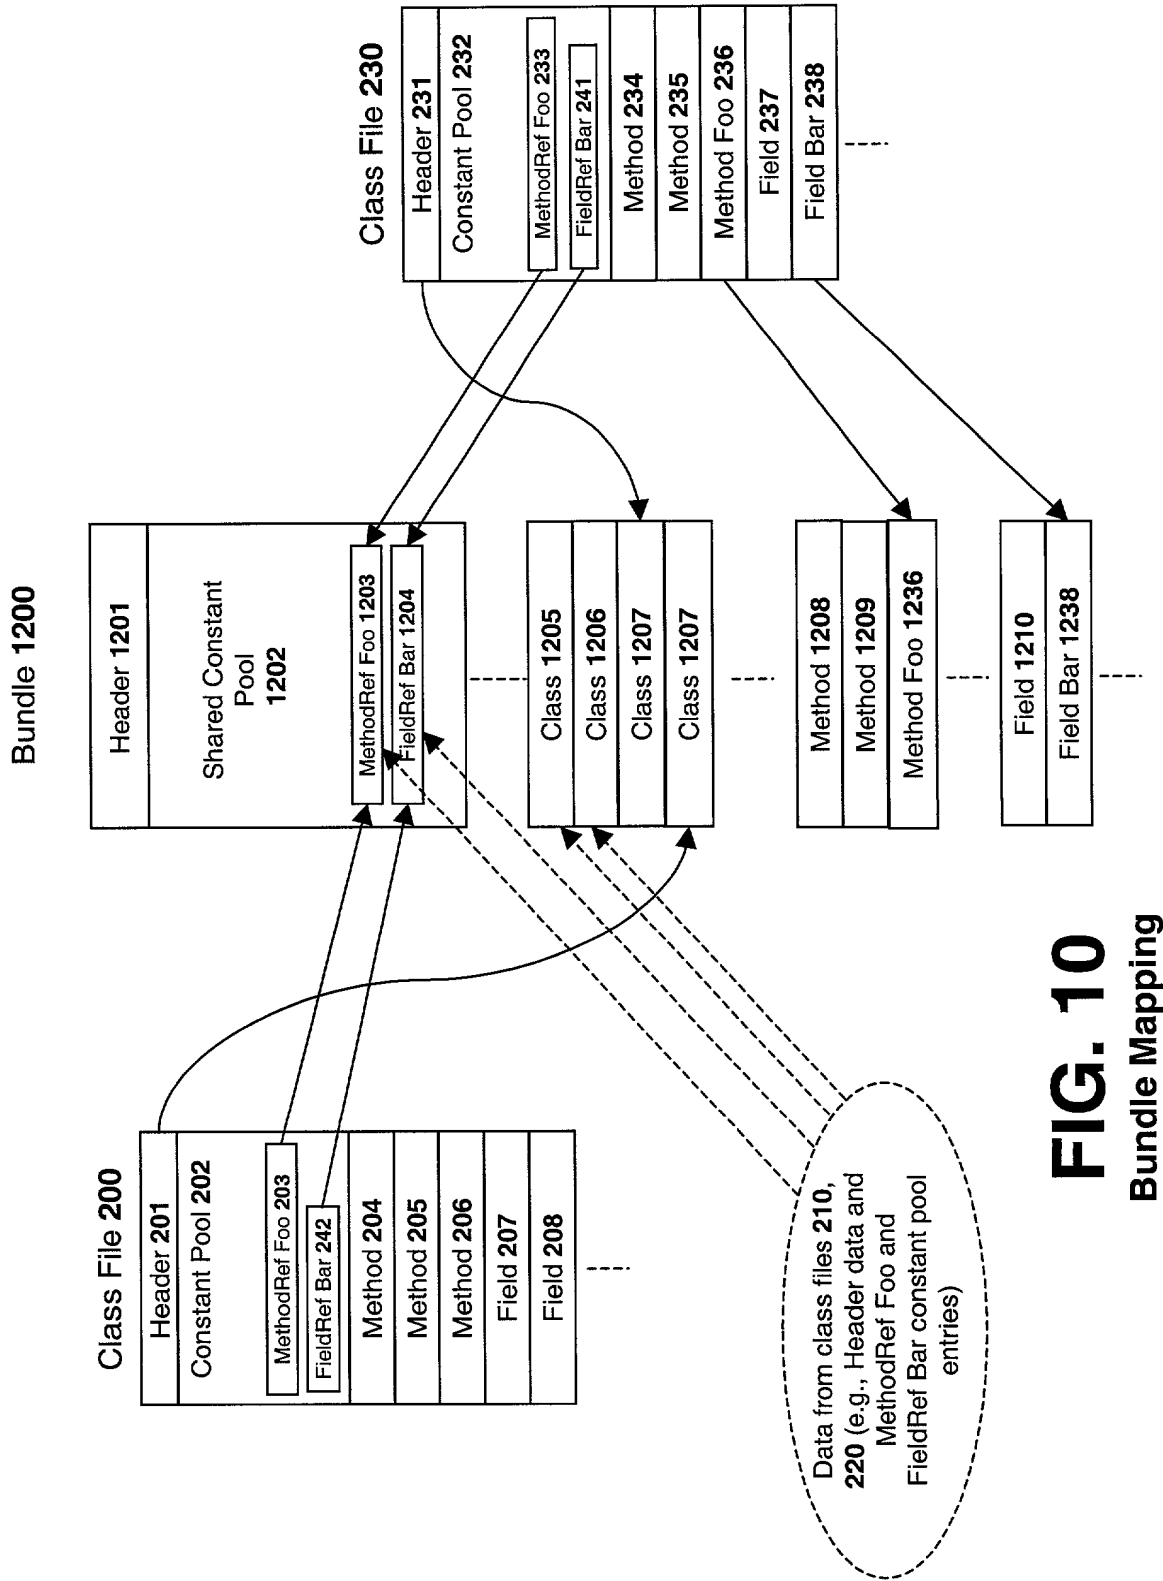 Bundle 1200
Header 1201
Shared Constant
Pool
1202
MethodRef Foo 1203
FieldRef Bar 1204
Class 1205
Class 1206
Class 1207
Class 1207
Method 1208
Method 1209
Method Foo 1236
Field 1210
Field Bar 1238
Class File 200
Header 201
Constant Pool 202
MethodRef Foo 203
FieldRef Bar 242
Method 204
Method 205
Method 206
Field 207
Field 208
Class File 230
Header 231
Constant Pool 232
MethodRef Foo 233
FieldRef Bar 241
Method 234
Method 235
Method Foo 236
Field 237
Field Bar 238
Data from class files 210,
220 (e.g., Header data and
MethodRef Foo and
FieldRef Bar constant pool
entries)
FIG. 10
Bundle Mapping